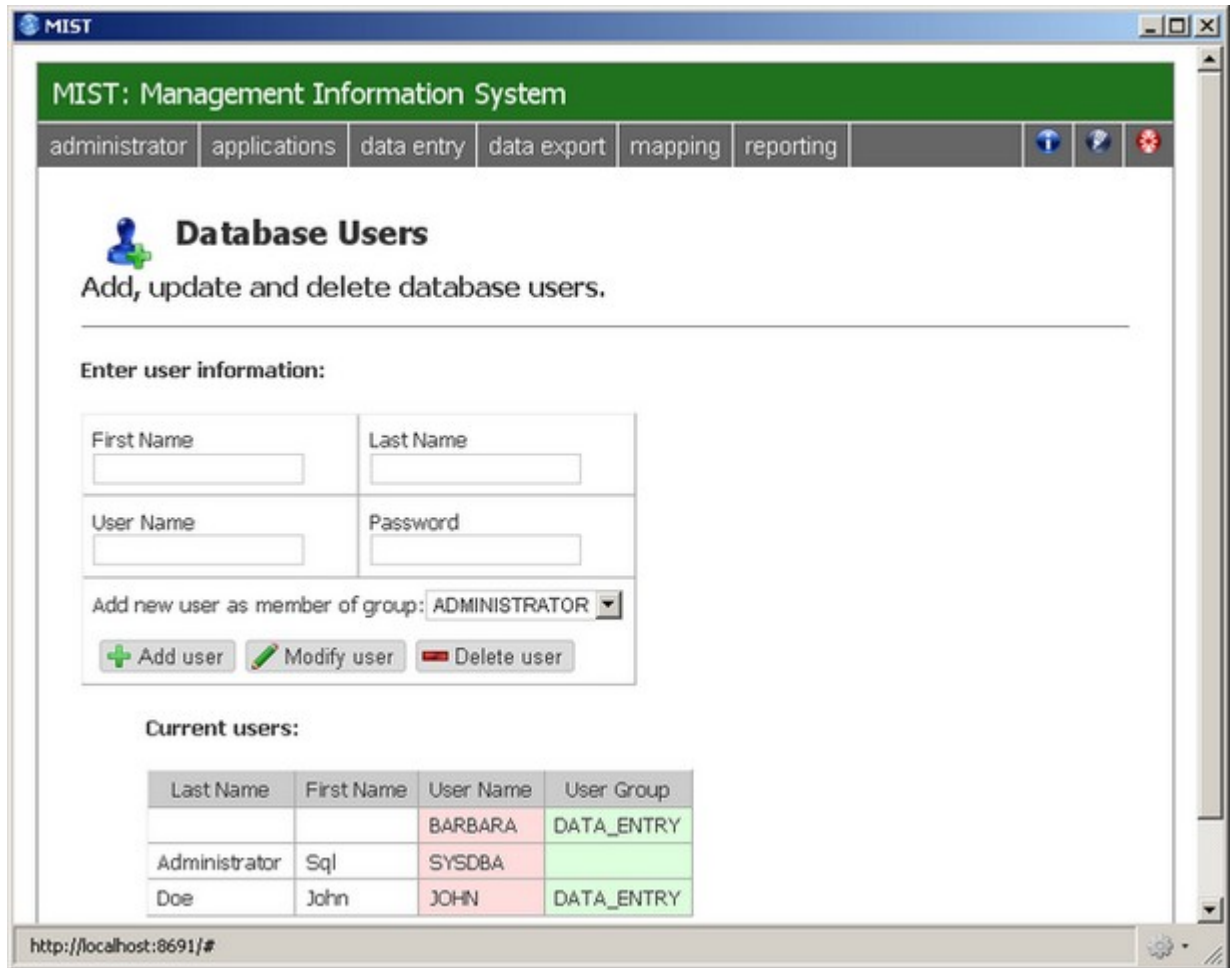 MIST
MIST: Management Information System
administrator applications data entry data export mapping reporting
Database Users
Add, update and delete database users.
Enter user information:
First Name Last Name
User Name Password
Add new user as member of group: ADMINISTRATOR
Add user Modify user Delete user
Current users:
Last Name First Name User Name User Group
BARBARA DATA_ENTRY
Administrator Sql SYSDBA
Doe John JOHN DATA_ENTRY
http://localhost:8691/#